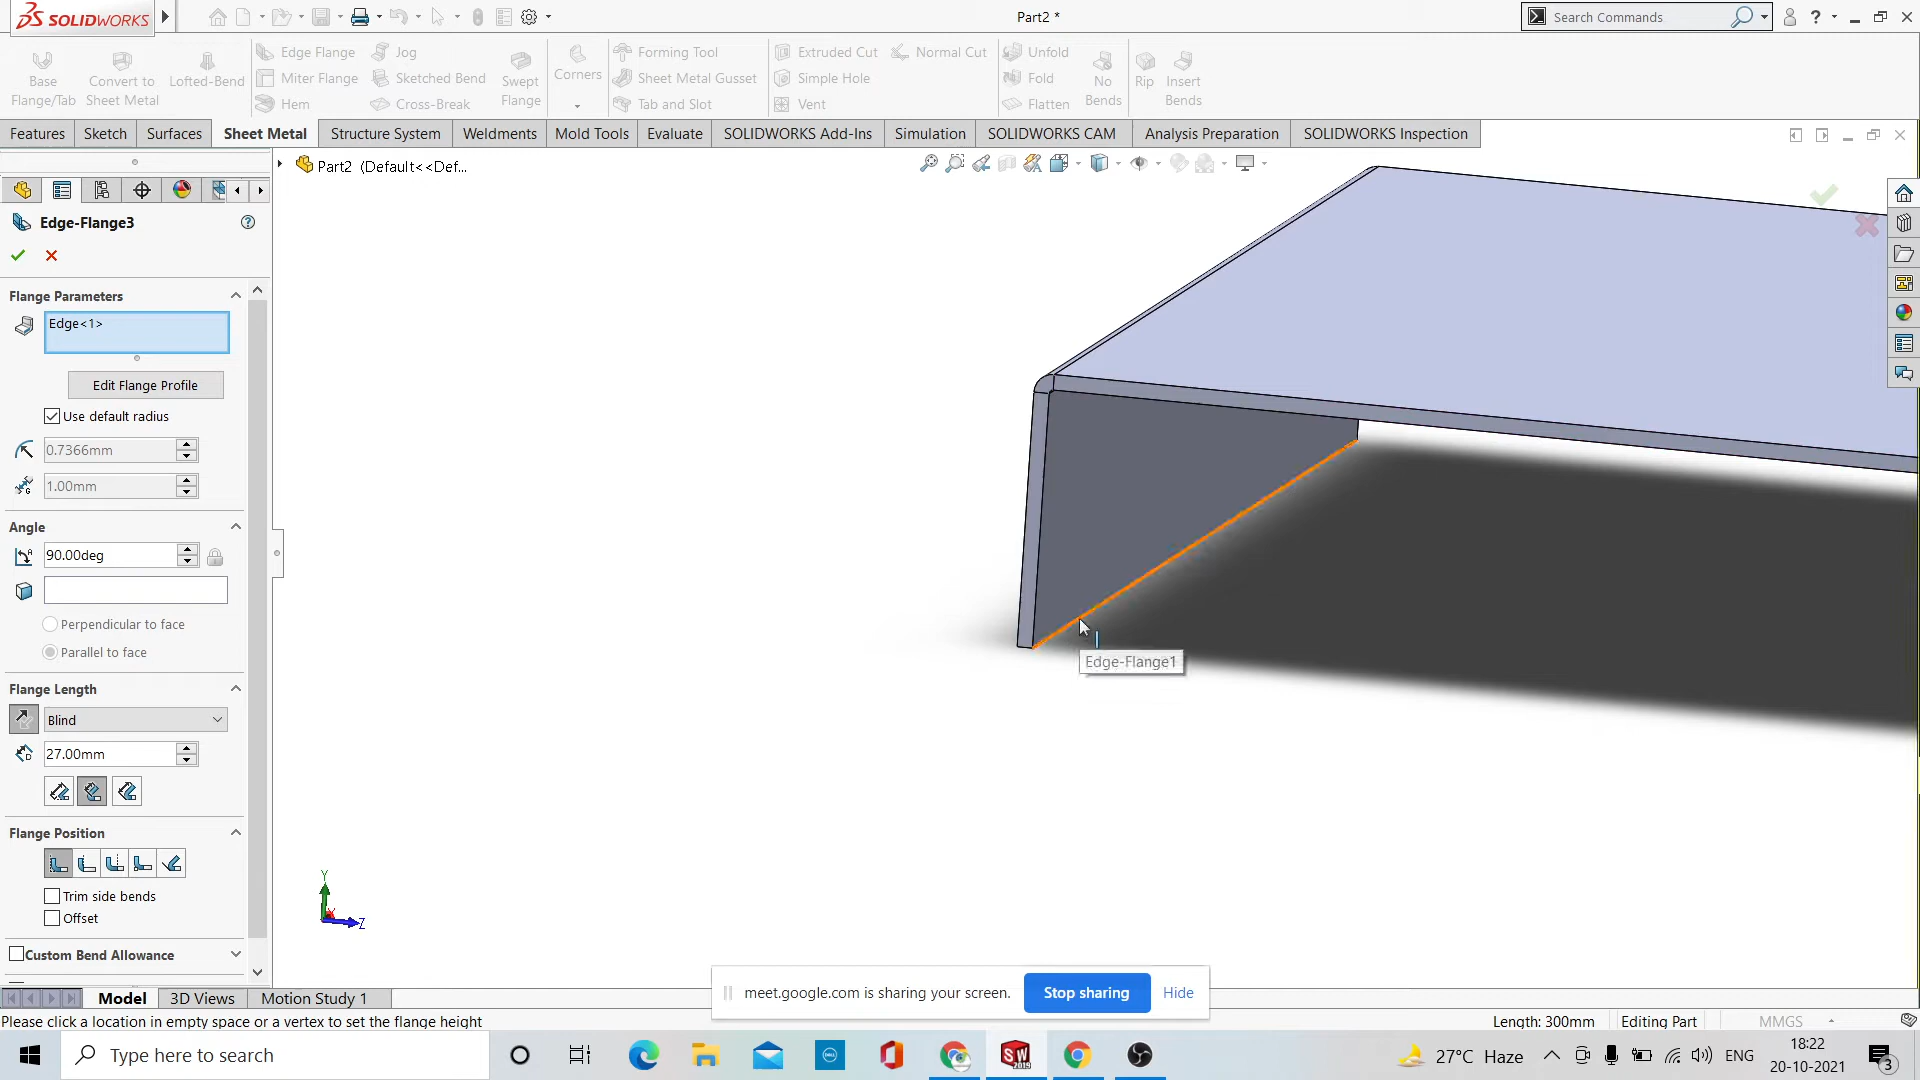 SOLIDWORKS
Part2 *
Search Commands
?
Base Flange/Tab
Convert to Sheet Metal
Lofted-Bend
Edge Flange
Miter Flange
Hem
Jog
Sketched Bend
Cross-Break
Swept Flange
Corners
Forming Tool
Sheet Metal Gusset
Tab and Slot
Extruded Cut
Simple Hole
Vent
Normal Cut
Unfold
Fold
Flatten
No Bends
Rip
Insert Bends
Features
Sketch
Surfaces
Sheet Metal
Structure System
Weldments
Mold Tools
Evaluate
SOLIDWORKS Add-Ins
Simulation
SOLIDWORKS CAM
Analysis Preparation
SOLIDWORKS Inspection
Part2 (Default<<Def...
Edge-Flange3
?
Flange Parameters
Edge<1>
Edit Flange Profile
Use default radius
0.7366mm
1.00mm
Angle
90.00deg
Perpendicular to face
Parallel to face
Flange Length
Blind
27.00mm
Flange Position
Trim side bends
Offset
Custom Bend Allowance
Edge-Flange1
Y
Z
Model
3D Views
Motion Study 1
meet.google.com is sharing your screen.
Stop sharing
Hide
Please click a location in empty space or a vertex to set the flange height
Length: 300mm
Editing Part
MMGS
Type here to search
DELL
SW
2019
27°C Haze
ENG
18:22
20-10-2021
3